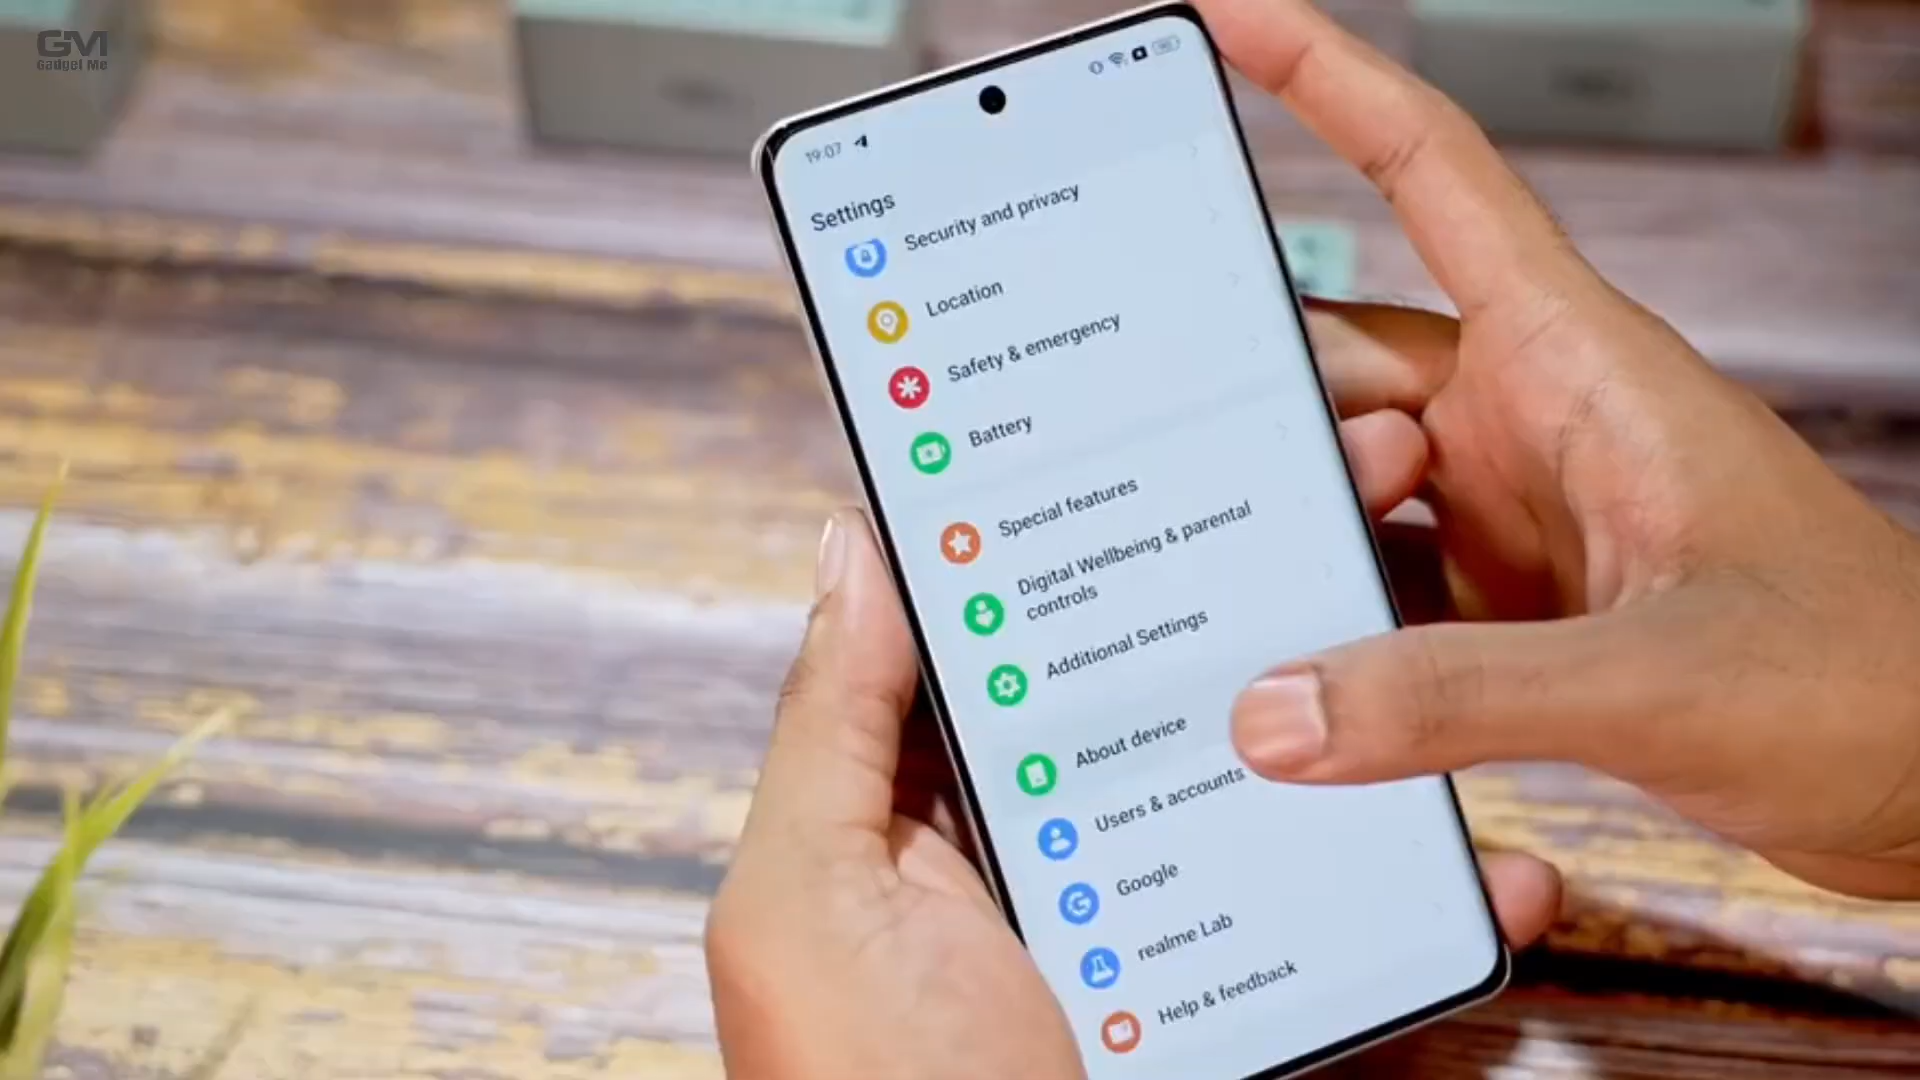 GM
Gadget Me
19:07
Settings
Security and privacy
Location
Safety & emergency
Battery
Special features
Digital Wellbeing & parental
controls
Additional Settings
About device
Users & accounts
Google
realme Lab
Help & feedback